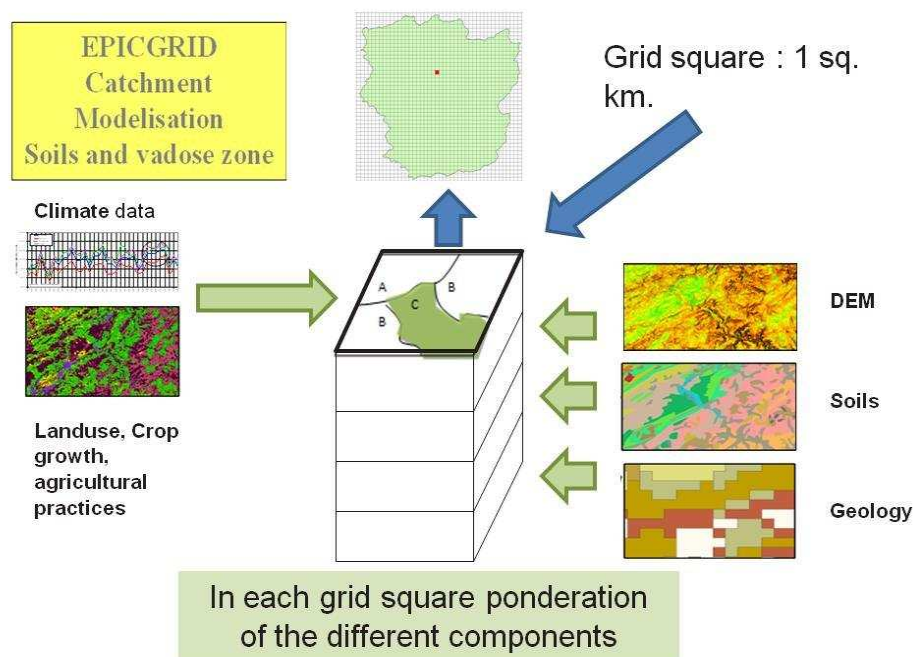 EPICGRID
Catchment
Modelisation
Soils and vadose zone
Grid square : 1 sq.
km.
Climate data
A
B
C
B
DEM
Soils
Landuse, Crop
growth,
agricultural
practices
Geology
In each grid square ponderation
of the different components